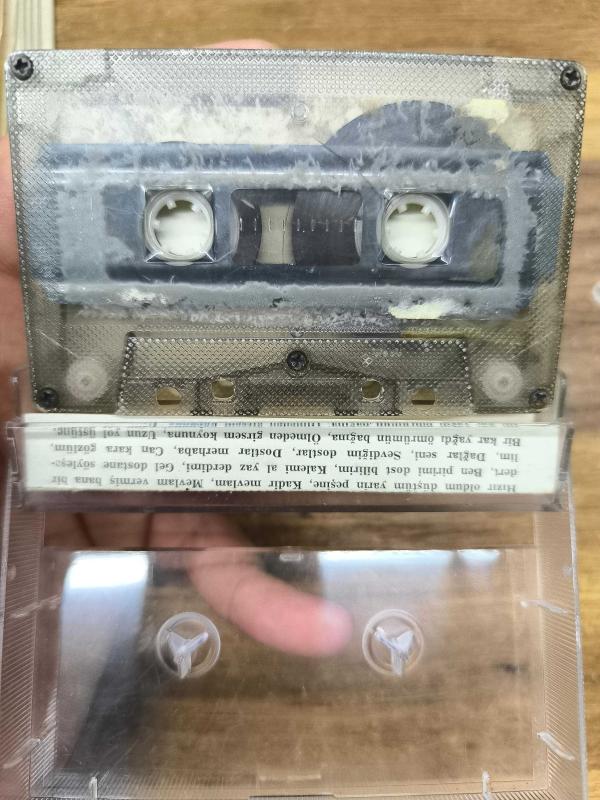 Hızır oldum düştüm yarin peşine, Kadir mevlam, Mevlam vermiş bana bir
dert, Ben pirimi dost bilirim, Kalemi al yaz derdimi, Gel dostane söyleşe-
lim, Dağlar seni, Sevdiğim dostlar, Dostlar merhaba, Can kara gözlüm,
Bir kar yağdı ömrümün bağına, Ölmeden girsem koynuna, Uzun yol üstüne.